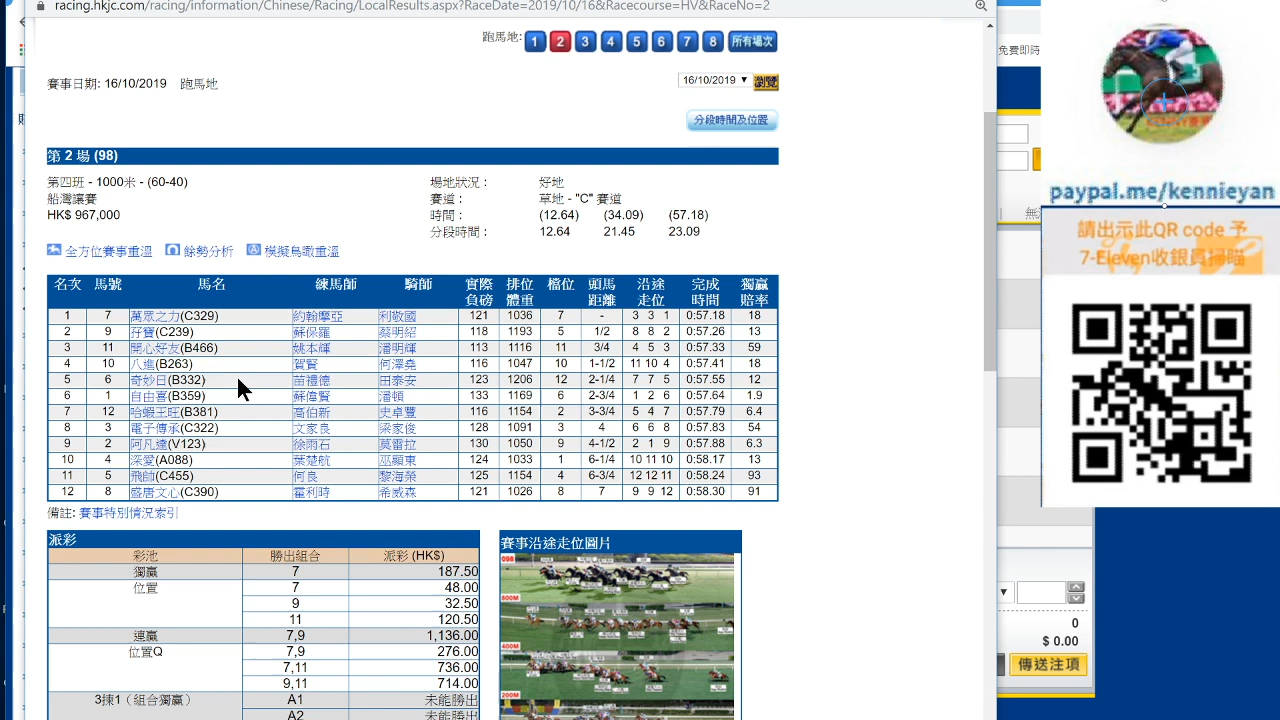 racing.hkjc.com/racing/information/Chinese/Racing/LocalResults.aspx?RaceDate=2019/10/16&Racecourse=HV&RaceNo=2
跑馬地: 1 2 3 4 5 6 7 8 所有場次
免費即時
賽事日期: 16/10/2019 跑馬地
16/10/2019 瀏覽
分段時間及位置
第 2 場 (98)
第四班 - 1000米 - (60-40) 場地狀況 : 好地
船灣讓賽 賽道 : 草地 - "C" 賽道
HK$ 967,000 時間 : (12.64) (34.09) (57.18)
分段時間 : 12.64 21.45 23.09
全方位賽事重溫 餘勢分析 模擬鳥瞰重溫
名次 馬號 馬名 練馬師 騎師 實際負磅 排位體重 檔位 頭馬距離 沿途走位 完成時間 獨贏賠率
1 7 萬眾之力(C329) 約翰摩亞 利敬國 121 1036 7 - 3 3 1 0:57.18 18
2 9 孖寶(C239) 蘇保羅 蔡明紹 118 1193 5 1/2 8 8 2 0:57.26 13
3 11 開心好友(B466) 姚本輝 潘明輝 113 1116 11 3/4 4 5 3 0:57.33 59
4 10 八進(B263) 賀賢 何澤堯 116 1047 10 1-1/2 11 10 4 0:57.41 18
5 6 奇妙日(B332) 苗禮德 田泰安 123 1206 12 2-1/4 7 7 5 0:57.55 12
6 1 自由喜(B359) 蘇偉賢 潘頓 133 1169 6 2-3/4 1 2 6 0:57.64 1.9
7 12 哈蝦王旺(B381) 高伯新 史卓豐 116 1154 2 3-3/4 5 4 7 0:57.79 6.4
8 3 電子傳承(C322) 文家良 梁家俊 128 1091 3 4 6 6 8 0:57.83 54
9 2 阿凡達(V123) 徐雨石 莫雷拉 130 1050 9 4-1/2 2 1 9 0:57.88 6.3
10 4 深愛(A088) 葉楚航 巫顯東 124 1033 1 6-1/4 10 11 10 0:58.17 13
11 5 飛帥(C455) 何良 黎海榮 125 1154 4 6-3/4 12 12 11 0:58.24 93
12 8 盛唐文心(C390) 霍利時 希威森 121 1026 8 7 9 9 12 0:58.30 91
備註: 賽事特別情況索引
派彩
彩池 勝出組合 派彩 (HK$)
獨贏 7 187.50
位置 7 48.00
9 32.50
11 120.50
連贏 7,9 1,136.00
位置Q 7,9 276.00
7,11 736.00
9,11 714.00
3揀1 (組合獨贏) A1 未能勝出
A2 未能勝出
賽事沿途走位圖片
098
800M
400M
200M
paypal.me/kennieyan
請出示此QR code 予
7-Eleven收銀員掃瞄
0
$ 0.00
傳送注項